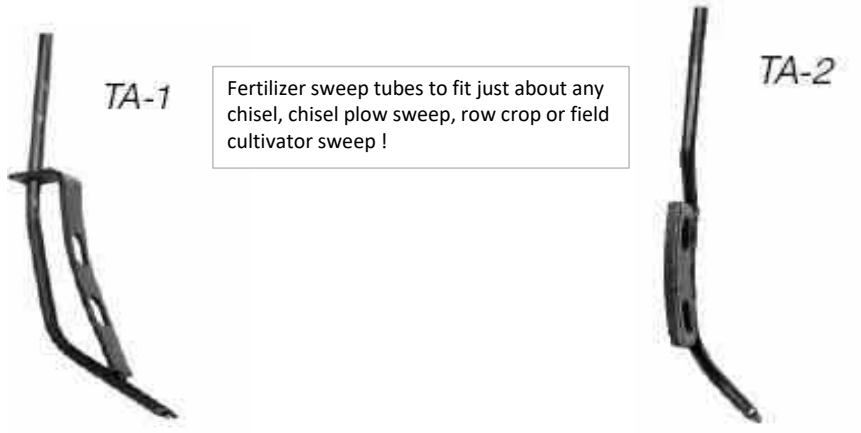 TA-1
Fertilizer sweep tubes to fit just about any
chisel, chisel plow sweep, row crop or field
cultivator sweep !
TA-2